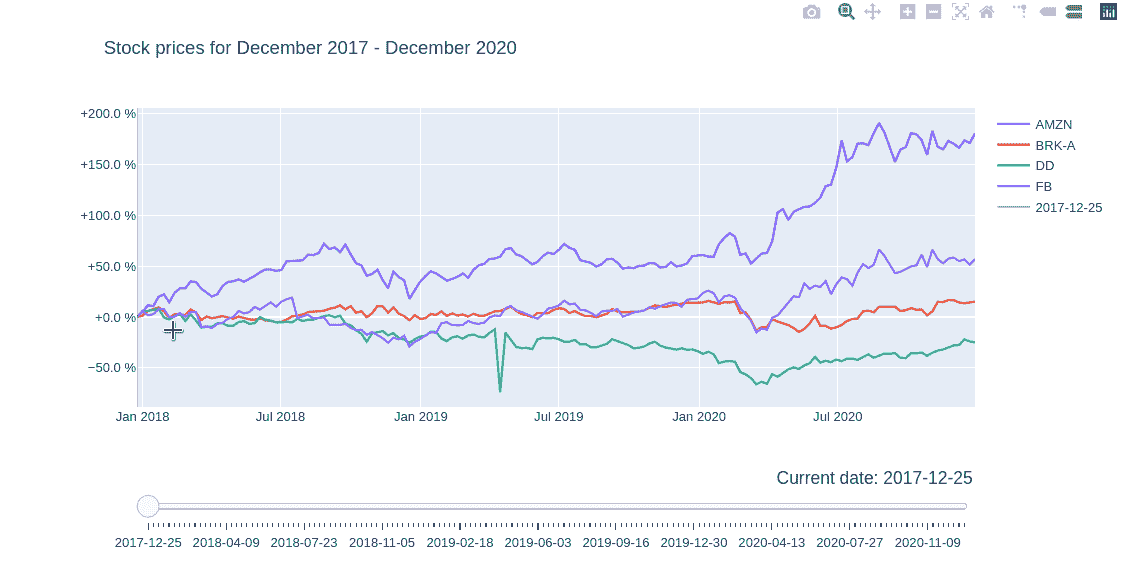 Stock prices for December 2017 - December 2020
+200.0 %
+150.0 %
+100.0 %
+50.0 %
+0.0 %
−50.0 %
Jan 2018 Jul 2018 Jan 2019 Jul 2019 Jan 2020 Jul 2020
AMZN
BRK-A
DD
FB
2017-12-25
Current date: 2017-12-25
2017-12-25 2018-04-09 2018-07-23 2018-11-05 2019-02-18 2019-06-03 2019-09-16 2019-12-30 2020-04-13 2020-07-27 2020-11-09